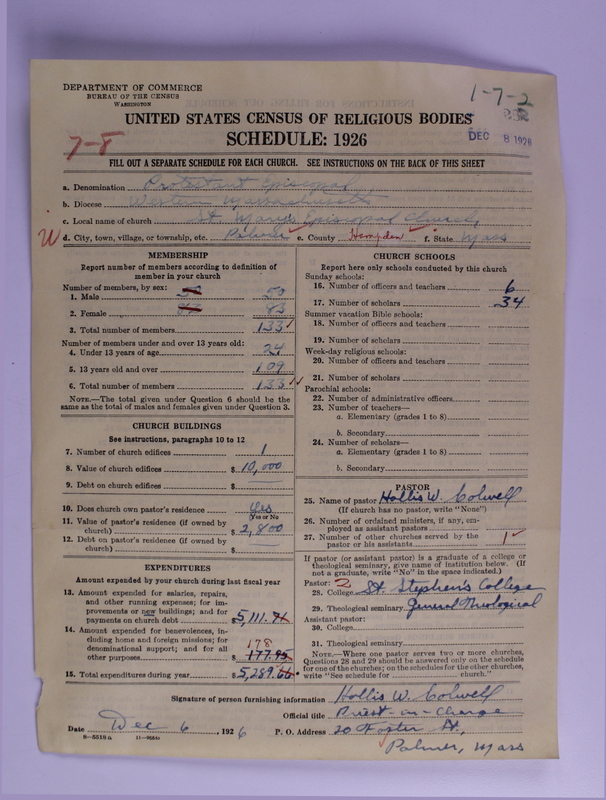 DEPARTMENT OF COMMERCE
BUREAU OF THE CENSUS
WASHINGTON
1-7-2
UNITED STATES CENSUS OF RELIGIOUS BODIES
SCHEDULE: 1926
DEC 8 1926
7-8
FILL OUT A SEPARATE SCHEDULE FOR EACH CHURCH. SEE INSTRUCTIONS ON THE BACK OF THIS SHEET
a. Denomination Protestant Episcopal
b. Diocese Western Massachusetts
c. Local name of church St. Mary's Episcopal Church,
W d. City, town, village, or township, etc. Palmer e. County Hampden f. State Mass
MEMBERSHIP
Report number of members according to definition of member in your church
Number of members, by sex:
1. Male 50
2. Female 83
3. Total number of members 133
Number of members under and over 13 years old:
4. Under 13 years of age 24
5. 13 years old and over 109
6. Total number of members 133
NOTE.—The total given under Question 6 should be the same as the total of males and females given under Question 3.
CHURCH BUILDINGS
See instructions, paragraphs 10 to 12
7. Number of church edifices 1
8. Value of church edifices $10,000
9. Debt on church edifices $
10. Does church own pastor's residence? Yes
(Yes or No)
11. Value of pastor's residence (if owned by church) $2,800
12. Debt on pastor's residence (if owned by church) $
EXPENDITURES
Amount expended by your church during last fiscal year
13. Amount expended for salaries, repairs, and other running expenses; for improvements or new buildings; and for payments on church debt $5,111.71
14. Amount expended for benevolences, including home and foreign missions; for denominational support; and for all other purposes 178 $177.95
15. Total expenditures during year $5,289.66
CHURCH SCHOOLS
Report here only schools conducted by this church
Sunday schools:
16. Number of officers and teachers 6
17. Number of scholars 34
Summer vacation Bible schools:
18. Number of officers and teachers
19. Number of scholars
Week-day religious schools:
20. Number of officers and teachers
21. Number of scholars
Parochial schools:
22. Number of administrative officers
23. Number of teachers—
a. Elementary (grades 1 to 8)
b. Secondary
24. Number of scholars—
a. Elementary (grades 1 to 8)
b. Secondary
PASTOR
25. Name of pastor Hollis W. Colwell
(If church has no pastor, write "None")
26. Number of ordained ministers, if any, employed as assistant pastors
27. Number of other churches served by the pastor or his assistants 1
If pastor (or assistant pastor) is a graduate of a college or theological seminary, give name of institution below. (If not a graduate, write "No" in the space indicated.)
Pastor: 2
28. College St. Stephen's College
29. Theological seminary General Theological
Assistant pastor:
30. College
31. Theological seminary
NOTE.—Where one pastor serves two or more churches, Questions 28 and 29 should be answered only on the schedule for one of the churches; on the schedules for the other churches, write "See schedule for church."
Signature of person furnishing information Hollis W. Colwell
Official title Priest-in-Charge
Date Dec 6, 1926 P. O. Address 20 Foster St.,
Palmer, Mass